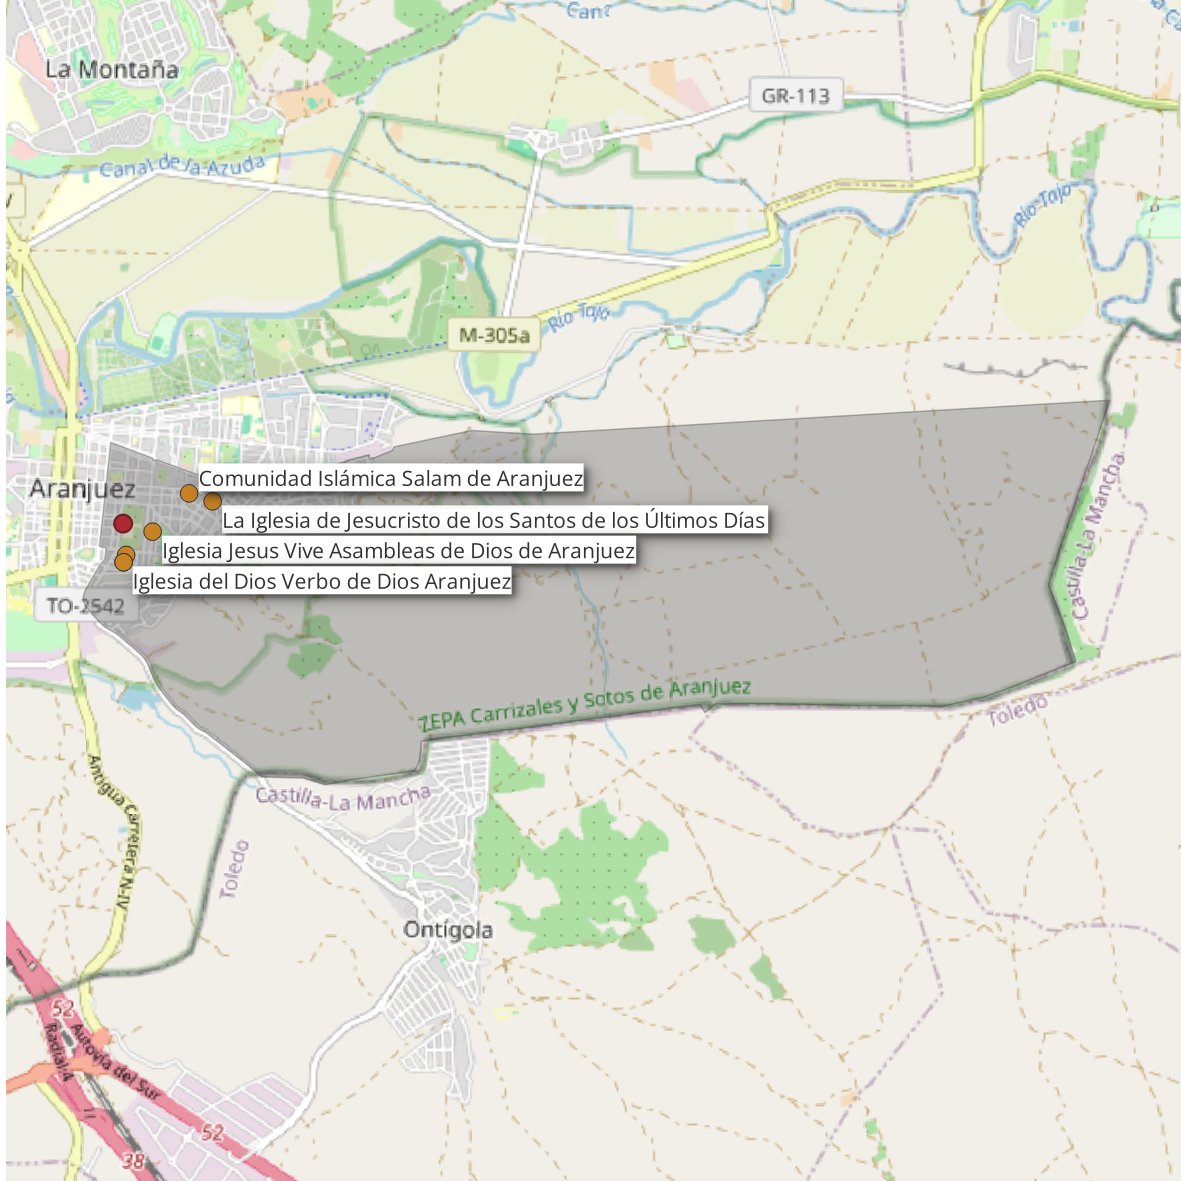 Canz
La Montaña
GR-113
Canal de la Azuda
Río Tajo
Río Tajo
M-305a
Comunidad Islámica Salam de Aranjuez
Aranjuez
La Iglesia de Jesucristo de los Santos de los Últimos Días
Iglesia Jesus Vive Asambleas de Dios de Aranjuez
Iglesia del Dios Verbo de Dios Aranjuez
TO-2542
Castilla-La Mancha
ZEPA Carrizales y Sotos de Aranjuez
Toledo
Castilla-La Mancha
Antigua Carretera N-IV
Toledo
Ontígola
52
Radial 4
Autovía del Sur
52
38